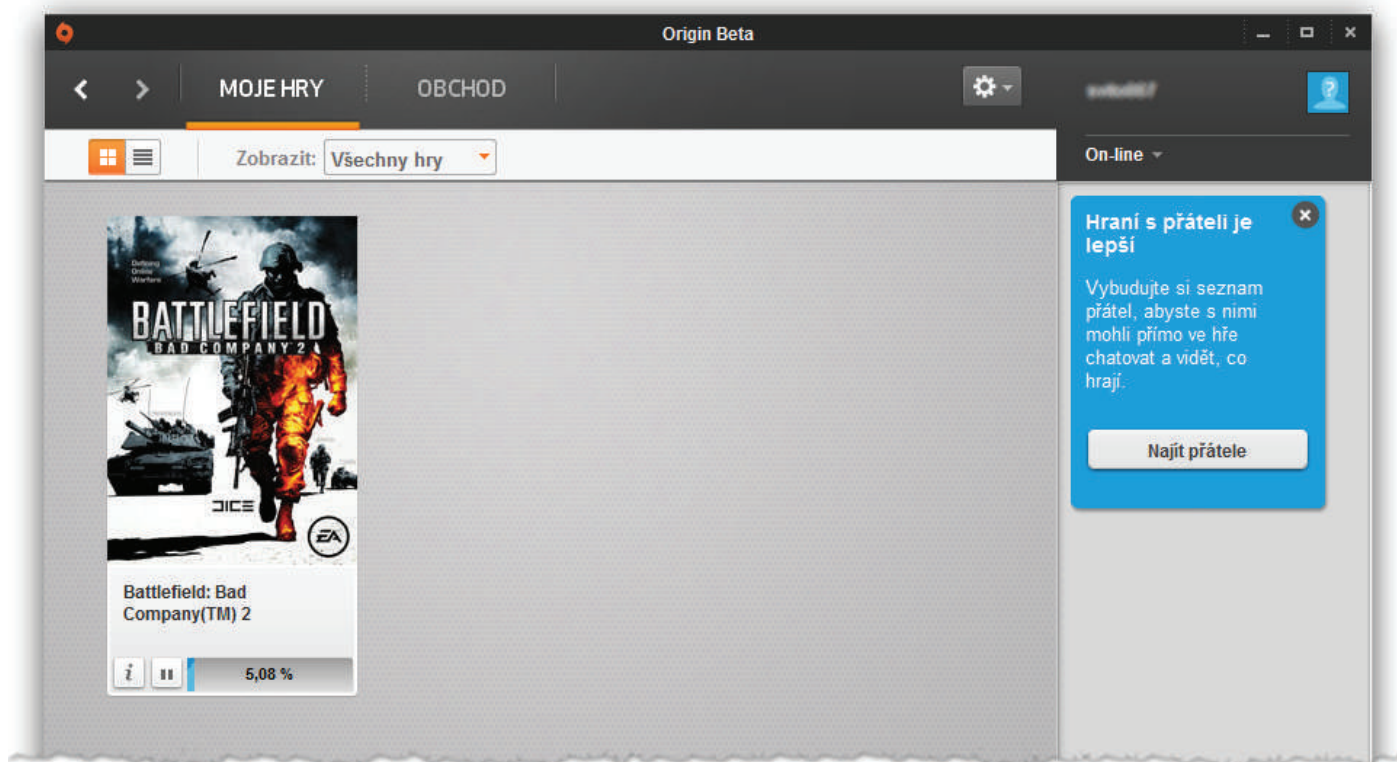 Origin Beta
MOJE HRY
OBCHOD
On-line
Zobrazit:
Všechny hry
Defining
Online
Warfare
BATTLEFIELD
BAD COMPANY 2
DICE
EA
Battlefield: Bad
Company(TM) 2
i
5,08 %
Hraní s přáteli je
lepší
Vybudujte si seznam
přátel, abyste s nimi
mohli přímo ve hře
chatovat a vidět, co
hrají.
Najít přátele